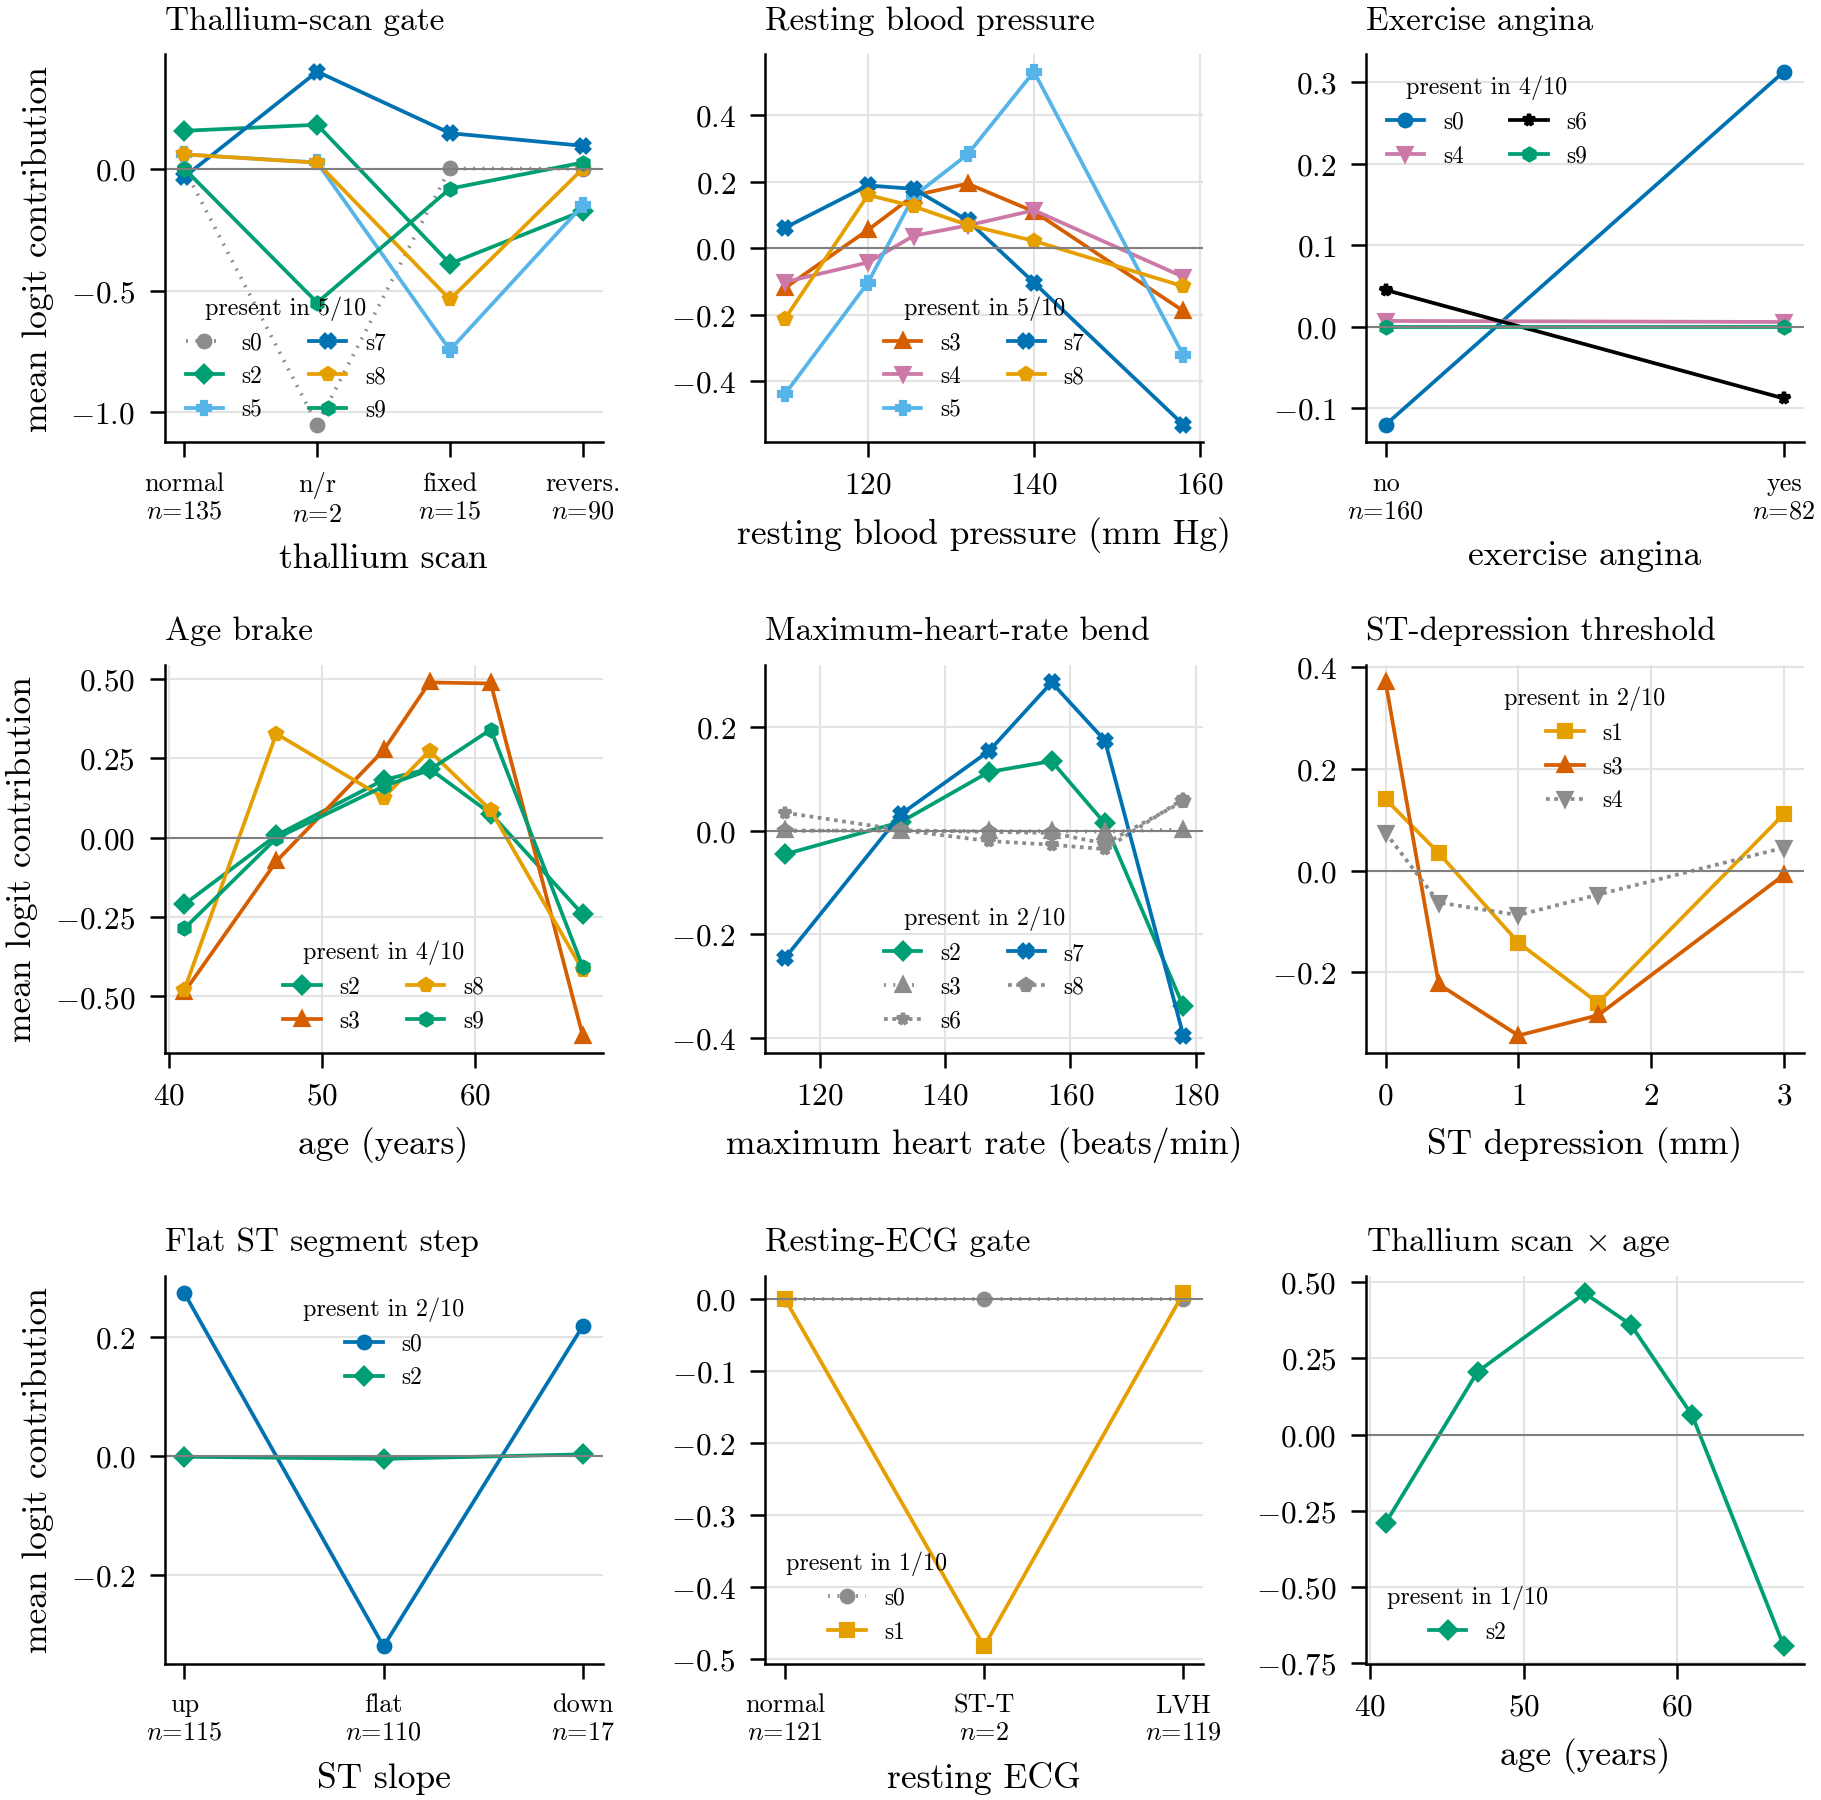 Thallium-scan gate
mean logit contribution
0.0
−0.5
−1.0
present in 5/10
s0 s7
s2 s8
s5 s9
normal n/r fixed revers.
n=135 n=2 n=15 n=90
thallium scan
Resting blood pressure
0.4
0.2
0.0
−0.2
−0.4
present in 5/10
s3 s7
s4 s8
s5
120 140 160
resting blood pressure (mm Hg)
Exercise angina
0.3
0.2
0.1
0.0
−0.1
present in 4/10
s0 s6
s4 s9
no yes
n=160 n=82
exercise angina
Age brake
mean logit contribution
0.50
0.25
0.00
−0.25
−0.50
present in 4/10
s2 s8
s3 s9
40 50 60
age (years)
Maximum-heart-rate bend
0.2
0.0
−0.2
−0.4
present in 2/10
s2 s7
s3 s8
s6
120 140 160 180
maximum heart rate (beats/min)
ST-depression threshold
0.4
0.2
0.0
−0.2
present in 2/10
s1
s3
s4
0 1 2 3
ST depression (mm)
Flat ST segment step
mean logit contribution
0.2
0.0
−0.2
present in 2/10
s0
s2
up flat down
n=115 n=110 n=17
ST slope
Resting-ECG gate
0.0
−0.1
−0.2
−0.3
−0.4
−0.5
present in 1/10
s0
s1
normal ST-T LVH
n=121 n=2 n=119
resting ECG
Thallium scan × age
0.50
0.25
0.00
−0.25
−0.50
−0.75
present in 1/10
s2
40 50 60
age (years)